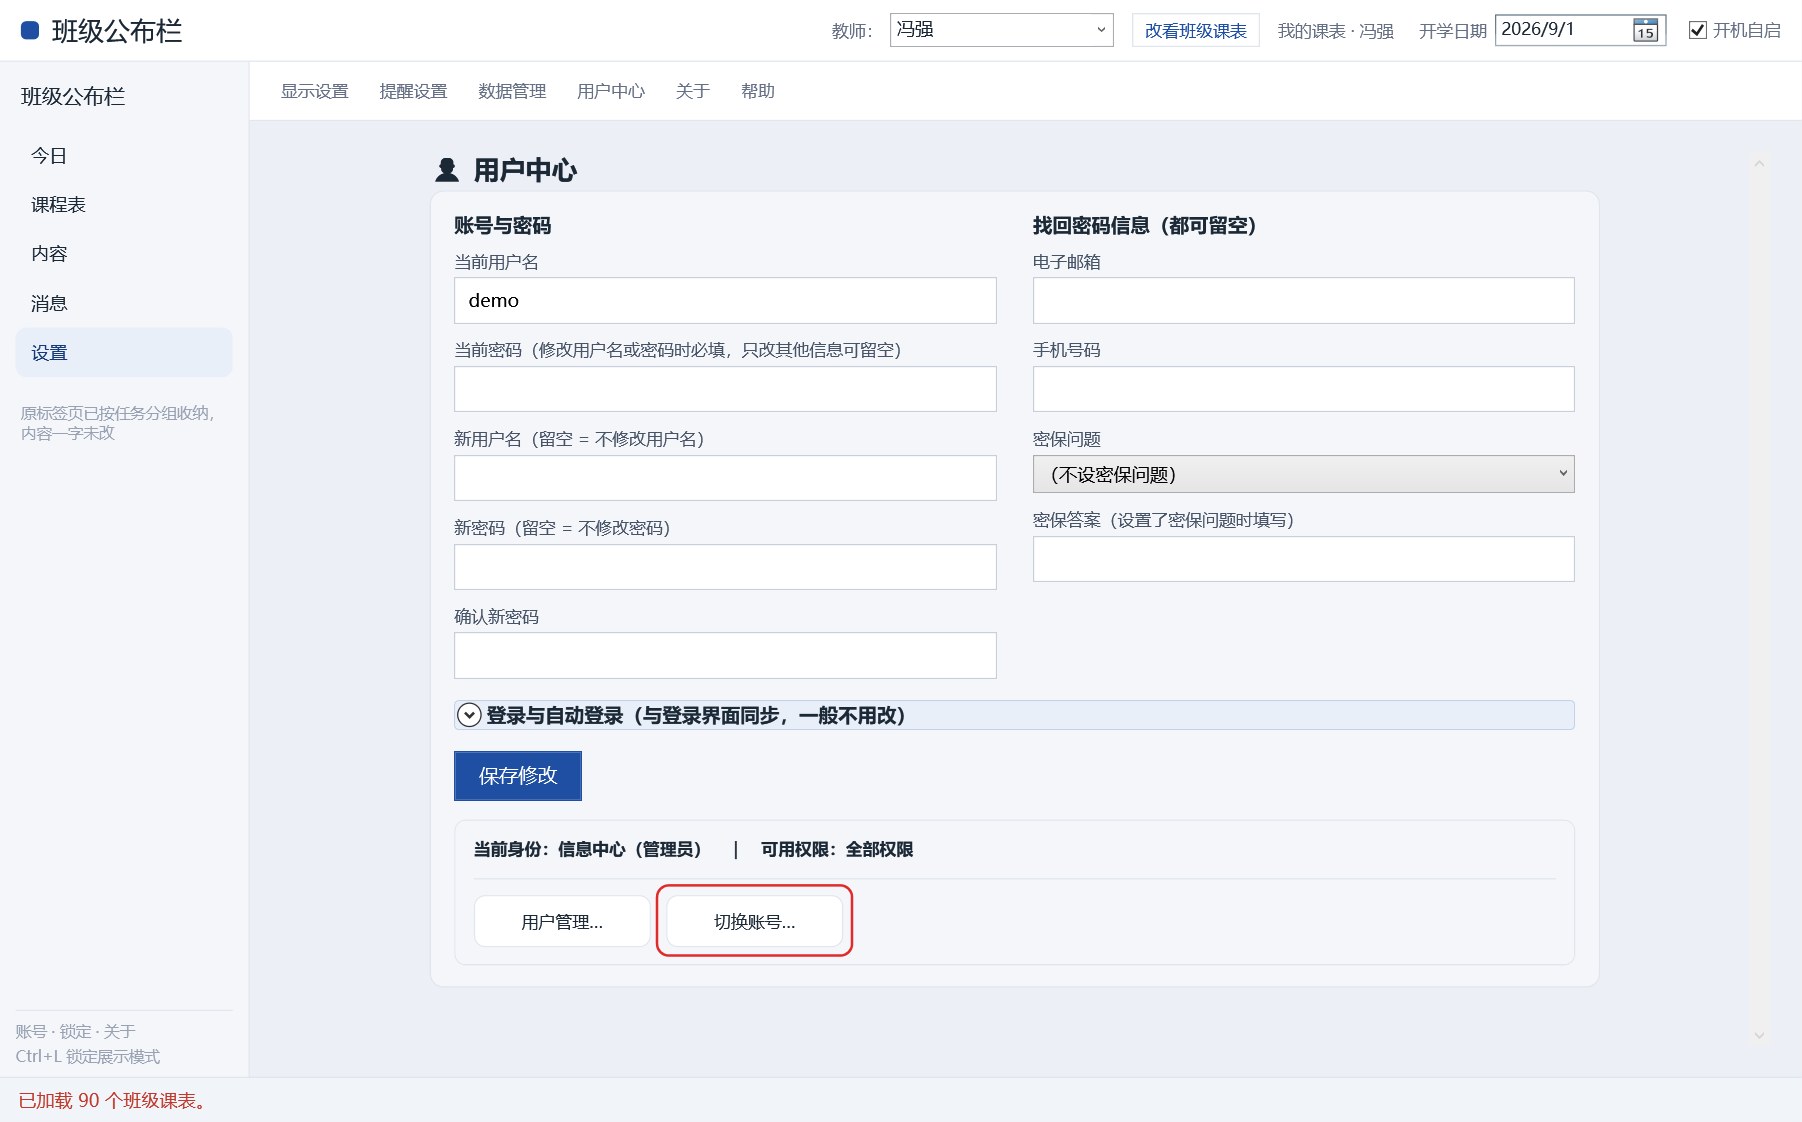 班级公布栏
教师：
冯强
改看班级课表
我的课表 · 冯强
开学日期
2026/9/1
15
开机自启
班级公布栏
今日
课程表
内容
消息
设置
原标签页已按任务分组收纳，
内容一字未改
账号 · 锁定 · 关于
Ctrl+L 锁定展示模式
显示设置
提醒设置
数据管理
用户中心
关于
帮助
用户中心
账号与密码
当前用户名
demo
当前密码（修改用户名或密码时必填，只改其他信息可留空）
新用户名（留空 = 不修改用户名）
新密码（留空 = 不修改密码）
确认新密码
找回密码信息（都可留空）
电子邮箱
手机号码
密保问题
（不设密保问题）
密保答案（设置了密保问题时填写）
登录与自动登录（与登录界面同步，一般不用改）
保存修改
当前身份：信息中心（管理员） | 可用权限：全部权限
用户管理...
切换账号...
已加载 90 个班级课表。